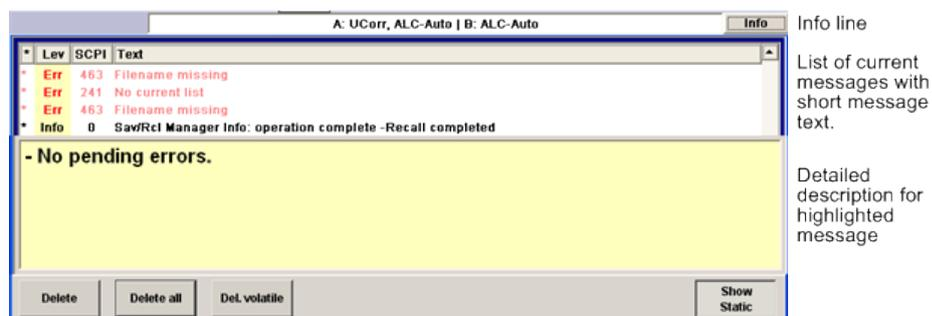 A: UCorr, ALC-Auto | B: ALC-Auto
Info
Info line
* Lev SCPI Text
* Err 463 Filename missing
* Err 241 No current list
* Err 463 Filename missing
* Info 0 Sav/Rcl Manager Info: operation complete -Recall completed
List of current
messages with
short message
text.
- No pending errors.
Detailed
description for
highlighted
message
Delete
Delete all
Del. volatile
Show
Static